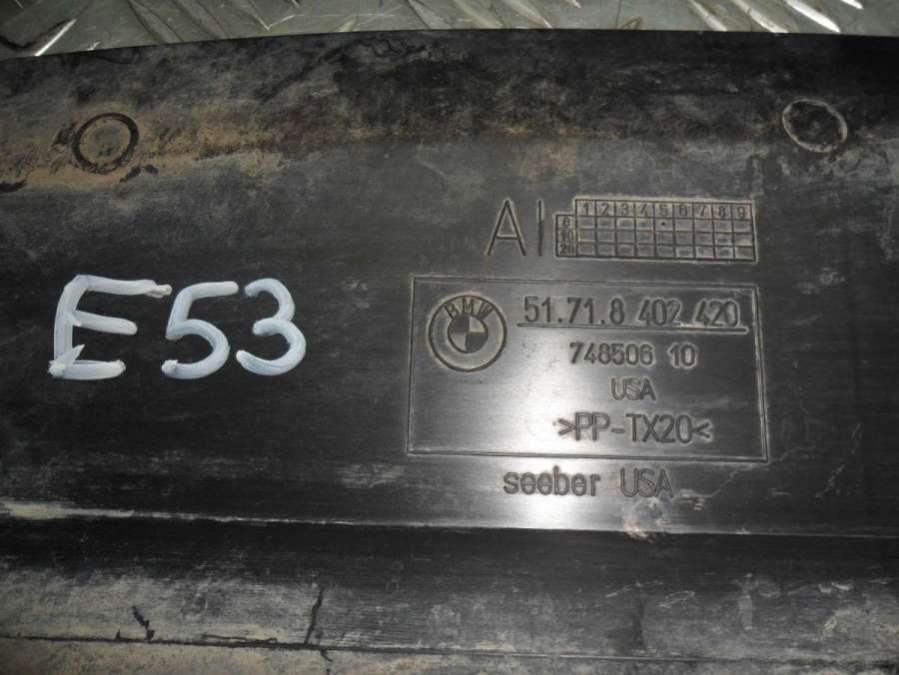 AI 1 2 3 4 5 6 7 8 9
E53
BMW 51.71.8 402 420
748506 10
USA
>PP-TX20<
seeber USA